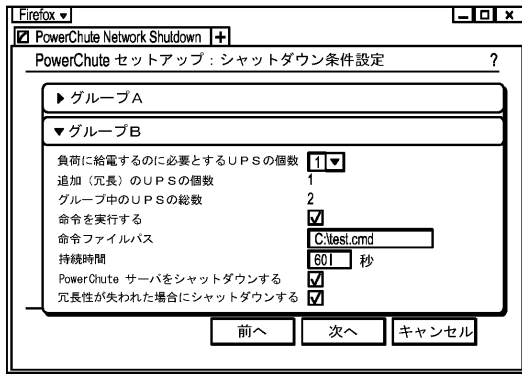 Firefox
PowerChute Network Shutdown
PowerChute セットアップ：シャットダウン条件設定 ?
グループA
グループB
負荷に給電するのに必要とするUPSの個数 1
追加（冗長）のUPSの個数 1
グループ中のUPSの総数 2
命令を実行する
命令ファイルパス C:\test.cmd
持続時間 60 秒
PowerChute サーバをシャットダウンする
冗長性が失われた場合にシャットダウンする
前へ 次へ キャンセル